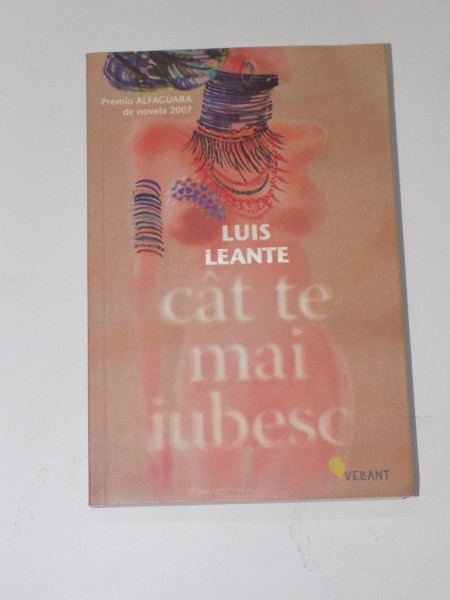 Premio ALFAGUARA
de novela 2007
LUIS
LEANTE
cât te
mai
iubesc
VELLANT